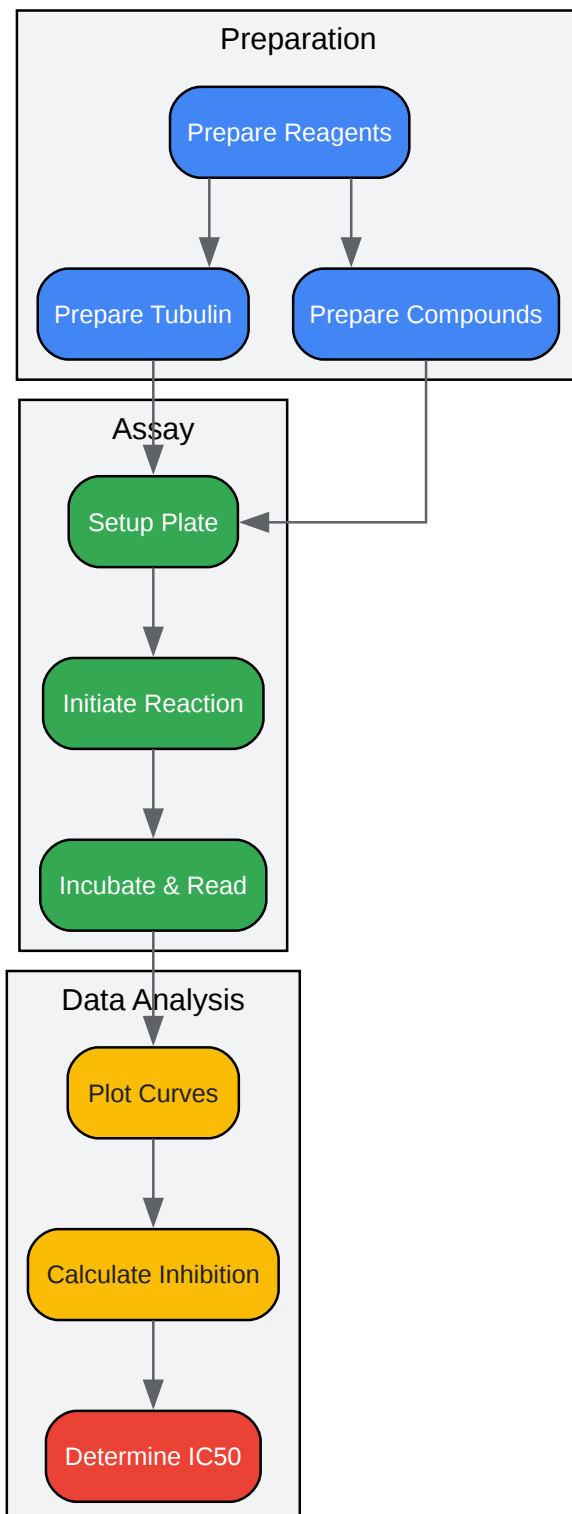 Preparation
Prepare Reagents
Prepare Tubulin
Prepare Compounds
Assay
Setup Plate
Initiate Reaction
Incubate & Read
Data Analysis
Plot Curves
Calculate Inhibition
Determine IC50